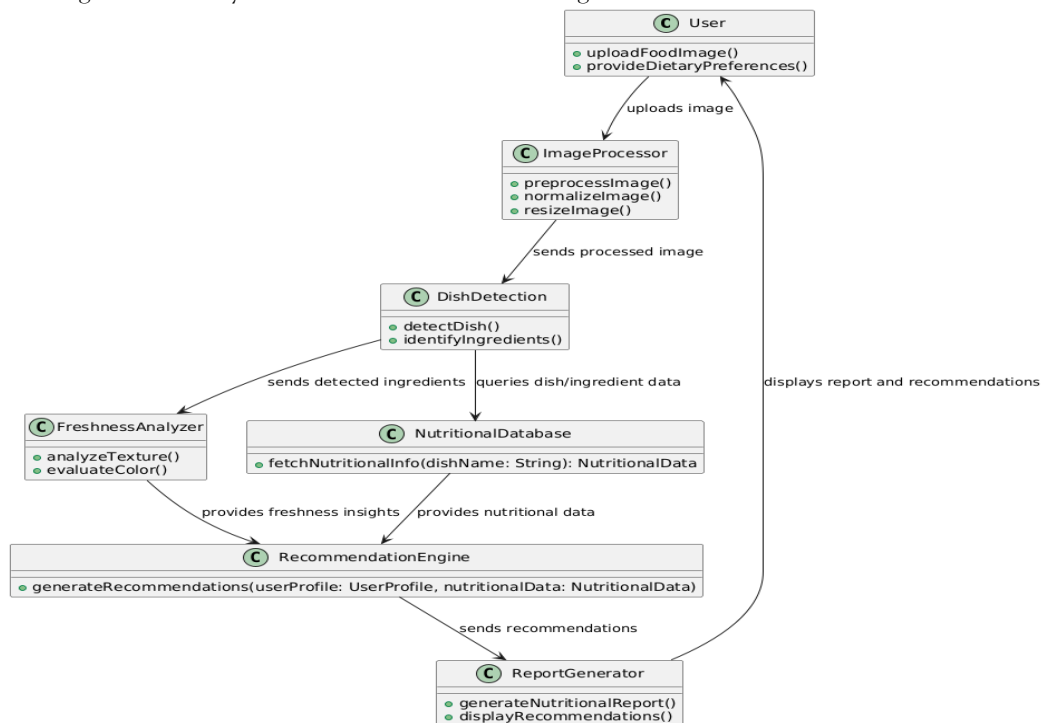 C User
uploadFoodImage()
provideDietaryPreferences()
uploads image
C ImageProcessor
preprocessImage()
normalizeImage()
resizeImage()
sends processed image
C DishDetection
detectDish()
identifyIngredients()
sends detected ingredients
queries dish/ingredient data
displays report and recommendations
C FreshnessAnalyzer
analyzeTexture()
evaluateColor()
C NutritionalDatabase
fetchNutritionalInfo(dishName: String): NutritionalData
provides freshness insights
provides nutritional data
C RecommendationEngine
generateRecommendations(userProfile: UserProfile, nutritionalData: NutritionalData)
sends recommendations
C ReportGenerator
generateNutritionalReport()
displayRecommendations()